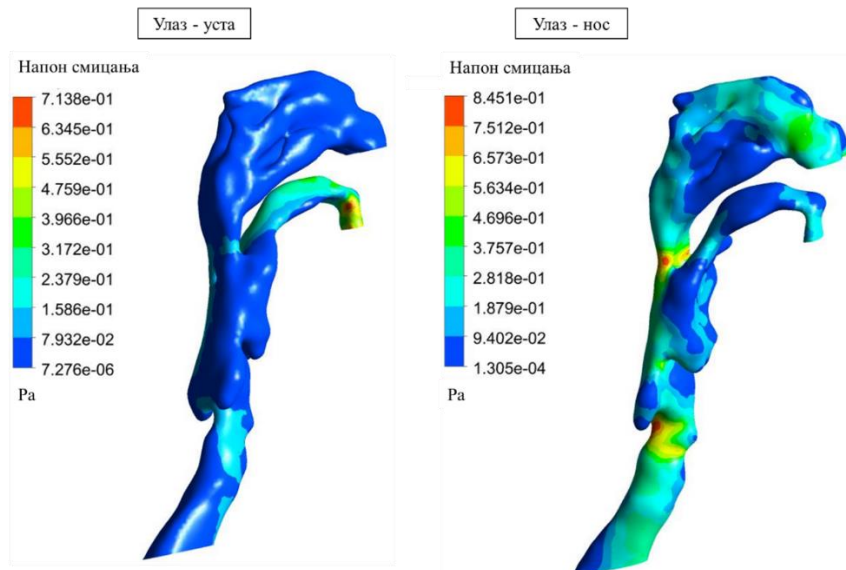 Улаз - уста
Напон смицања
7.138e-01
6.345e-01
5.552e-01
4.759e-01
3.966e-01
3.172e-01
2.379e-01
1.586e-01
7.932e-02
7.276e-06
Pa
Улаз - нос
Напон смицања
8.451e-01
7.512e-01
6.573e-01
5.634e-01
4.696e-01
3.757e-01
2.818e-01
1.879e-01
9.402e-02
1.305e-04
Pa